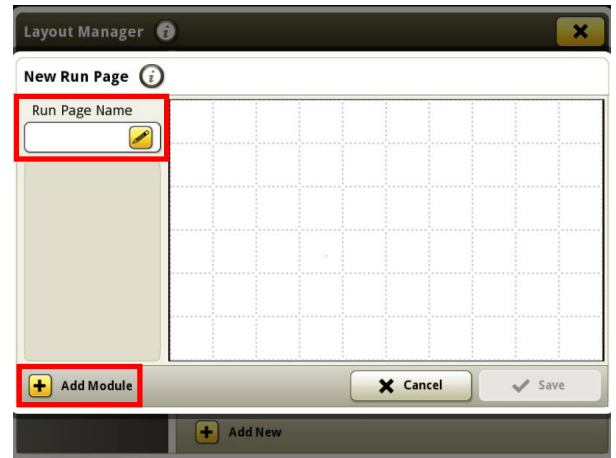 Layout Manager i
New Run Page i
Run Page Name
Add Module
Cancel
Save
Add New